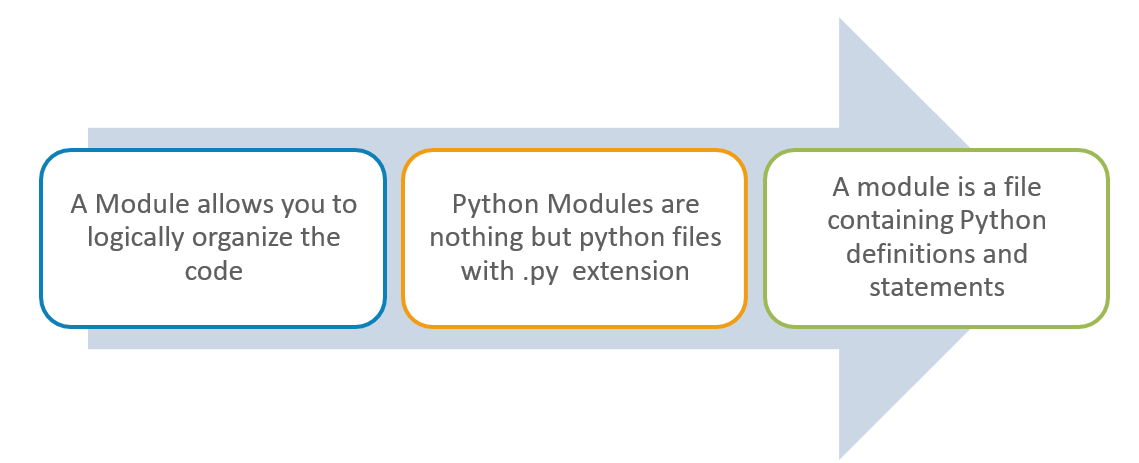 A Module allows you to
logically organize the
code
Python Modules are
nothing but python files
with .py  extension
A module is a file
containing Python
definitions and
statements